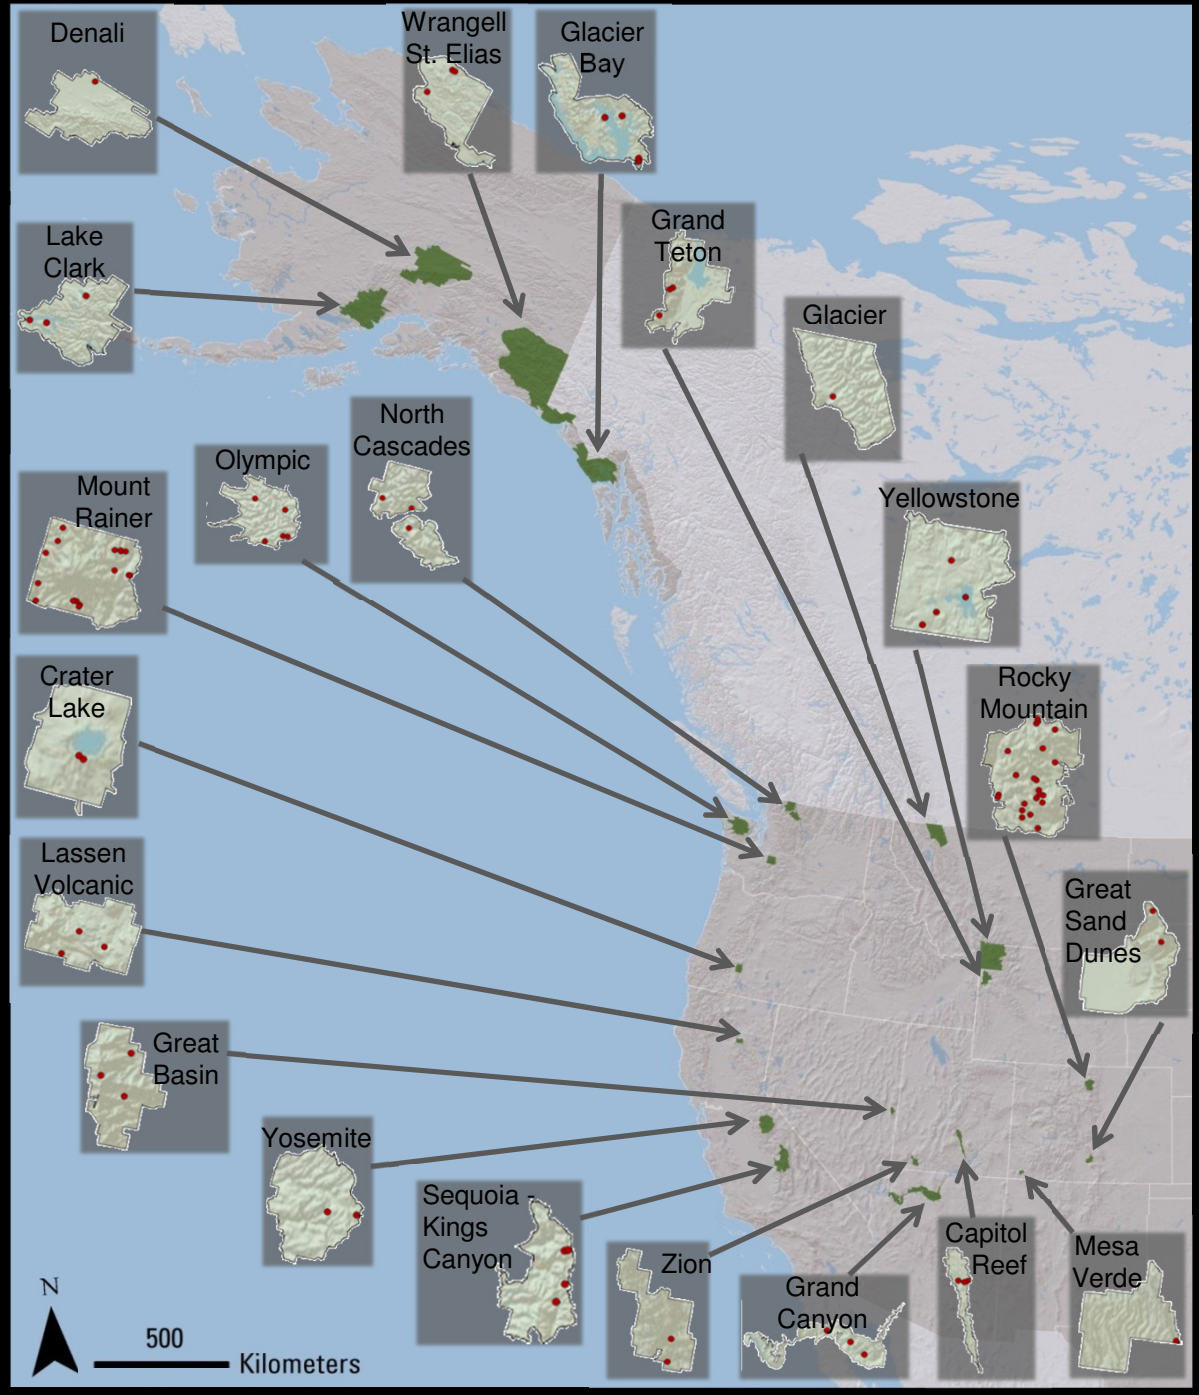 Denali
Wrangell
St. Elias
Glacier
Bay
Lake
Clark
Grand
Teton
Glacier
North
Cascades
Olympic
Mount
Rainer
Yellowstone
Crater
Lake
Rocky
Mountain
Lassen
Volcanic
Great
Sand
Dunes
Great
Basin
Yosemite
Sequoia -
Kings
Canyon
Zion
Grand
Canyon
Capitol
Reef
Mesa
Verde
N
500
Kilometers